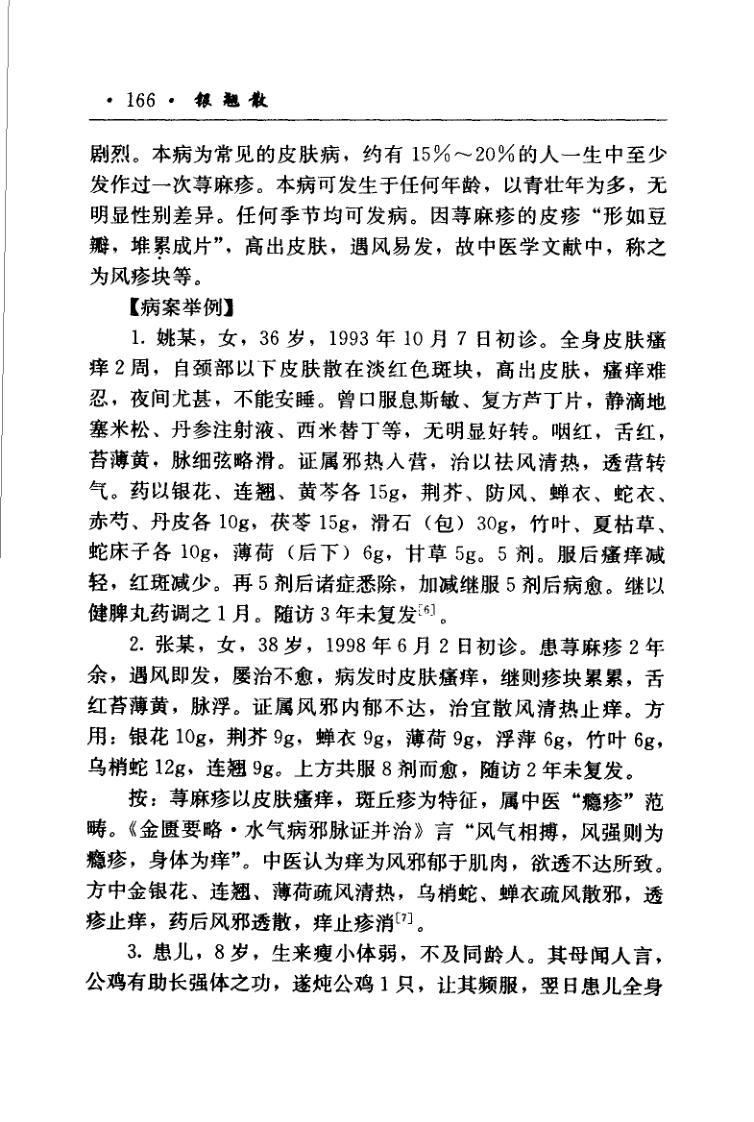 · 166 · 银翘散
剧烈。本病为常见的皮肤病，约有 15%～20%的人一生中至少
发作过一次荨麻疹。本病可发生于任何年龄，以青壮年为多，无
明显性别差异。任何季节均可发病。因荨麻疹的皮疹“形如豆
瓣，堆累成片”，高出皮肤，遇风易发，故中医学文献中，称之
为风疹块等。
【病案举例】
1. 姚某，女，36 岁，1993 年 10 月 7 日初诊。全身皮肤瘙
痒 2 周，自颈部以下皮肤散在淡红色斑块，高出皮肤，瘙痒难
忍，夜间尤甚，不能安睡。曾口服息斯敏、复方芦丁片，静滴地
塞米松、丹参注射液、西米替丁等，无明显好转。咽红，舌红，
苔薄黄，脉细弦略滑。证属邪热入营，治以祛风清热，透营转
气。药以银花、连翘、黄芩各 15g，荆芥、防风、蝉衣、蛇衣、
赤芍、丹皮各 10g，茯苓 15g，滑石（包）30g，竹叶、夏枯草、
蛇床子各 10g，薄荷（后下）6g，甘草 5g。5 剂。服后瘙痒减
轻，红斑减少。再 5 剂后诸症悉除，加减继服 5 剂后病愈。继以
健脾丸药调之 1 月。随访 3 年未复发[6]。
2. 张某，女，38 岁，1998 年 6 月 2 日初诊。患荨麻疹 2 年
余，遇风即发，屡治不愈，病发时皮肤瘙痒，继则疹块累累，舌
红苔薄黄，脉浮。证属风邪内郁不达，治宜散风清热止痒。方
用：银花 10g，荆芥 9g，蝉衣 9g，薄荷 9g，浮萍 6g，竹叶 6g，
乌梢蛇 12g，连翘 9g。上方共服 8 剂而愈，随访 2 年未复发。
按：荨麻疹以皮肤瘙痒，斑丘疹为特征，属中医“瘾疹”范
畴。《金匮要略·水气病邪脉证并治》言“风气相搏，风强则为
瘾疹，身体为痒”。中医认为痒为风邪郁于肌肉，欲透不达所致。
方中金银花、连翘、薄荷疏风清热，乌梢蛇、蝉衣疏风散邪，透
疹止痒，药后风邪透散，痒止疹消[7]。
3. 患儿，8 岁，生来瘦小体弱，不及同龄人。其母闻人言，
公鸡有助长强体之功，遂炖公鸡 1 只，让其频服，翌日患儿全身